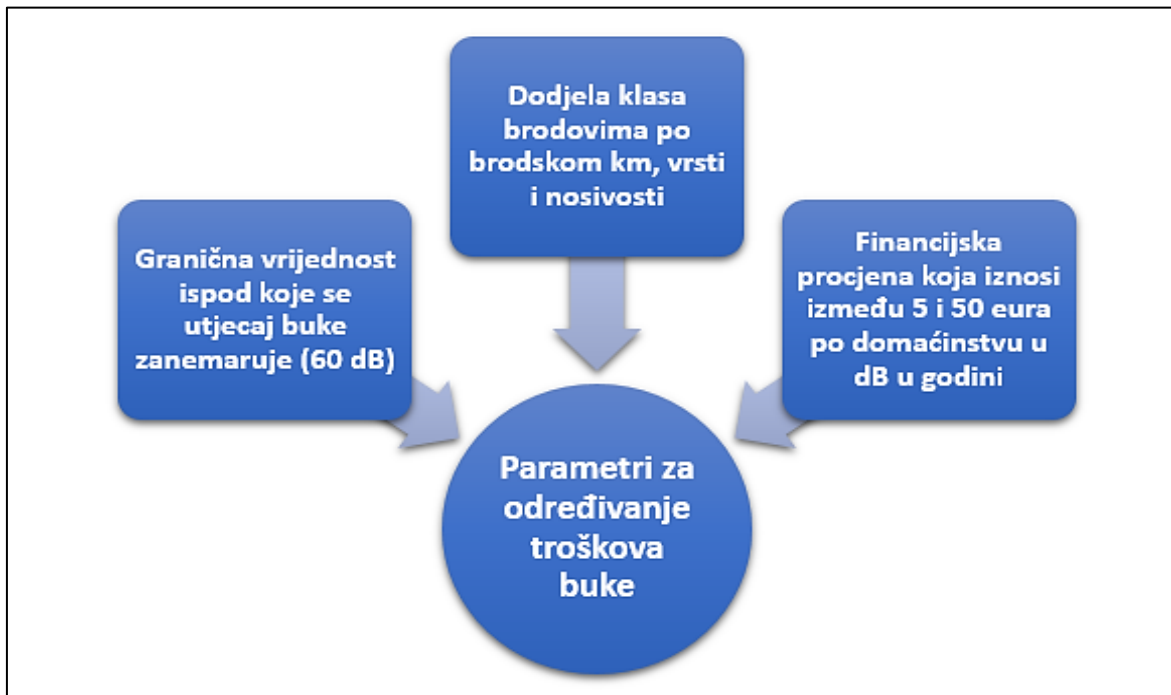 Dodjela klasa
brodovima po
brodskom km, vrsti
i nosivosti
Granična vrijednost
ispod koje se
utjecaj buke
zanemaruje (60 dB)
Financijska
procjena koja iznosi
između 5 i 50 eura
po domaćinstvu u
dB u godini
Parametri za
određivanje
troškova
buke